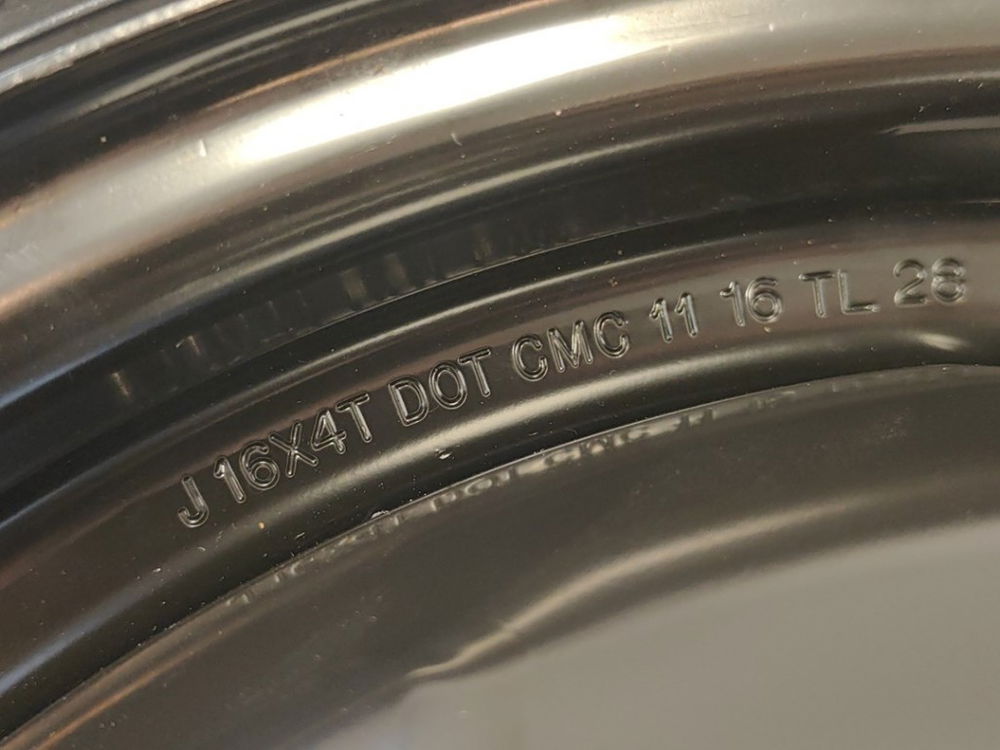 J 16X4T DOT CMC 11 16 TL 28